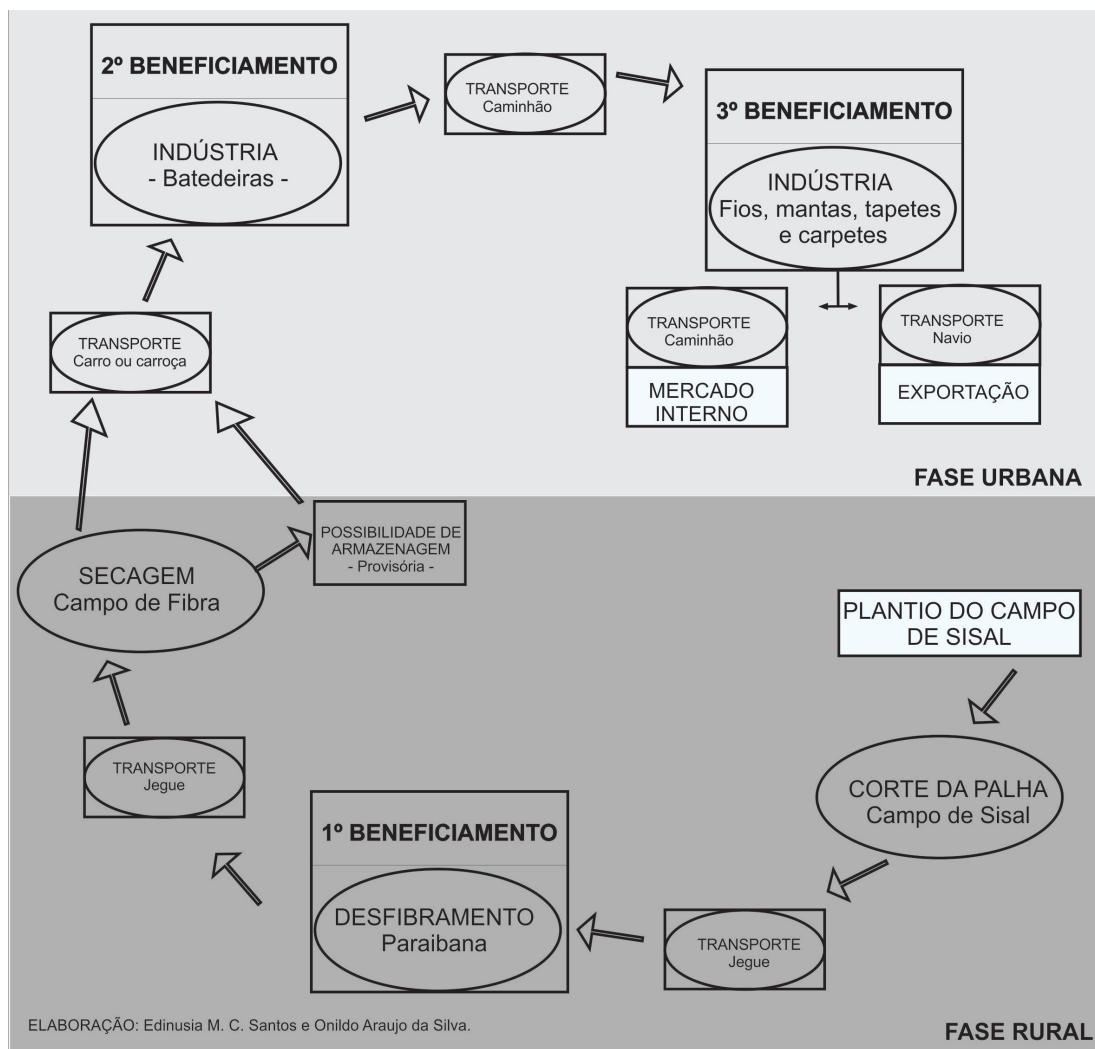 2º BENEFICIAMENTO
INDÚSTRIA
- Batedeiras -
TRANSPORTE
Caminhão
3º BENEFICIAMENTO
INDÚSTRIA
Fios, mantas, tapetes
e carpetes
TRANSPORTE
Caminhão
MERCADO
INTERNO
TRANSPORTE
Navio
EXPORTAÇÃO
TRANSPORTE
Carro ou carroça
FASE URBANA
POSSIBILIDADE DE
ARMAZENAGEM
- Provisória -
SECAGEM
Campo de Fibra
PLANTIO DO CAMPO
DE SISAL
CORTE DA PALHA
Campo de Sisal
TRANSPORTE
Jegue
1º BENEFICIAMENTO
DESFIBRAMENTO
Paraibana
TRANSPORTE
Jegue
ELABORAÇÃO: Edinusia M. C. Santos e Onildo Araujo da Silva.
FASE RURAL